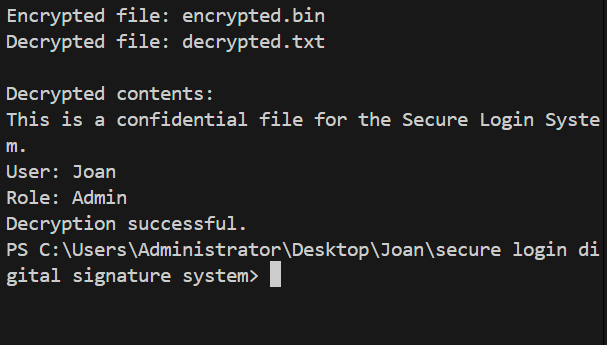 Encrypted file: encrypted.bin
Decrypted file: decrypted.txt

Decrypted contents:
This is a confidential file for the Secure Login Syste
m.
User: Joan
Role: Admin
Decryption successful.
PS C:\Users\Administrator\Desktop\Joan\secure login di
gital signature system>